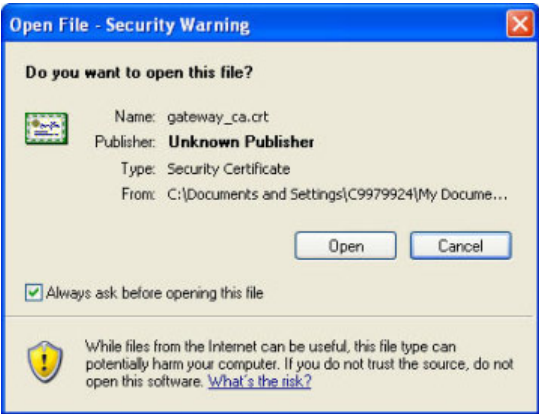 Open File - Security Warning
Do you want to open this file?
Name: gateway_ca.crt
Publisher: Unknown Publisher
Type: Security Certificate
From: C:\Documents and Settings\C9979924\My Docume...
Open Cancel
Always ask before opening this file
While files from the Internet can be useful, this file type can
potentially harm your computer. If you do not trust the source, do not
open this software. What's the risk?